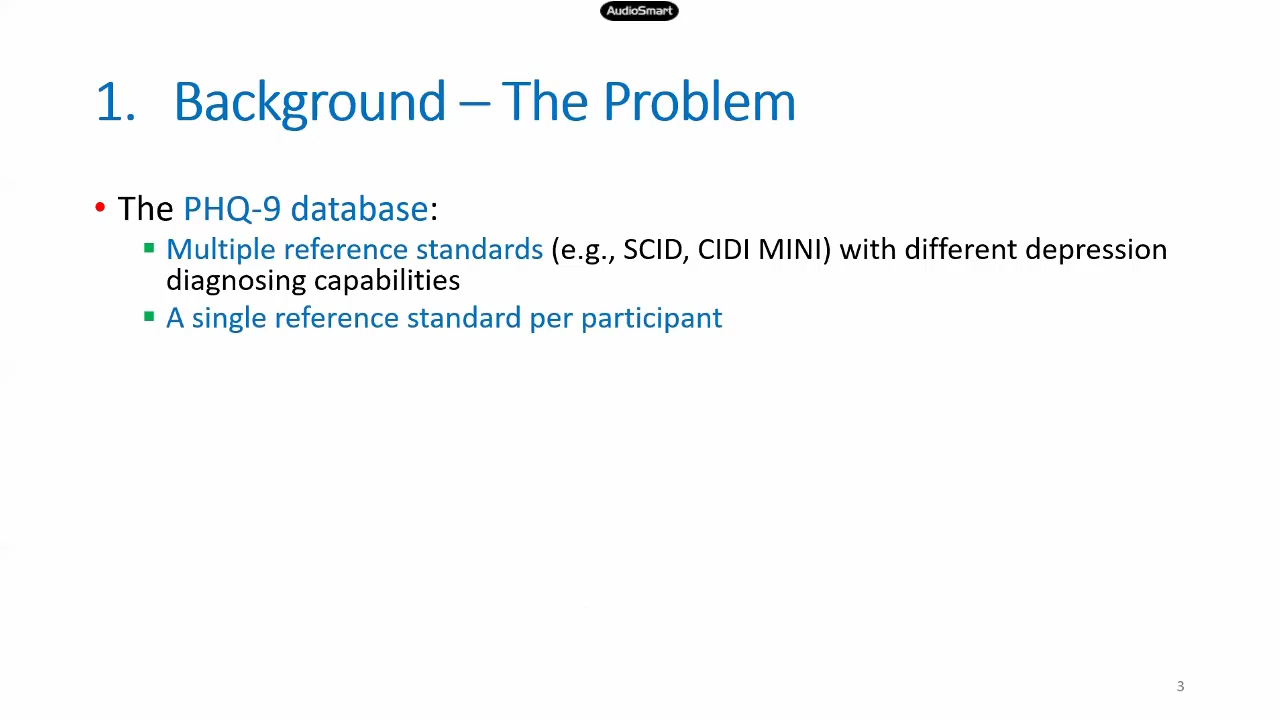 AudioSmart
1. Background – The Problem
• The PHQ-9 database:
▪ Multiple reference standards (e.g., SCID, CIDI MINI) with different depression
diagnosing capabilities
▪ A single reference standard per participant
3